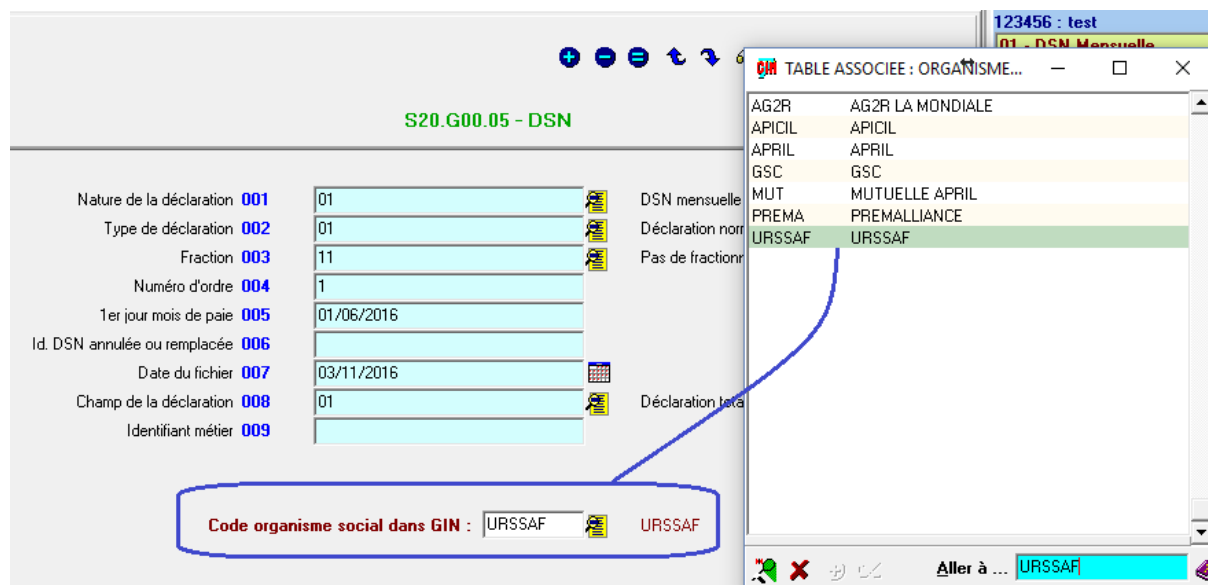 123456 : test
01 - DSN Mensuelle
S20.G00.05 - DSN
Nature de la déclaration 001 01 DSN mensuelle
Type de déclaration 002 01 Déclaration
Fraction 003 11 Pas de
Numéro d'ordre 004 1
1er jour mois de paie 005 01/06/2016
Id. DSN annulée ou remplacée 006
Date du fichier 007 03/11/2016
Champ de la déclaration 008 01 Déclaration
Identifiant métier 009
Code organisme social dans GIN : URSSAF URSSAF
GIN TABLE ASSOCIEE : ORGANISME...
AG2R AG2R LA MONDIALE
APICIL APICIL
APRIL APRIL
GSC GSC
MUT MUTUELLE APRIL
PREMA PREMALLIANCE
URSSAF URSSAF
Aller à ... URSSAF